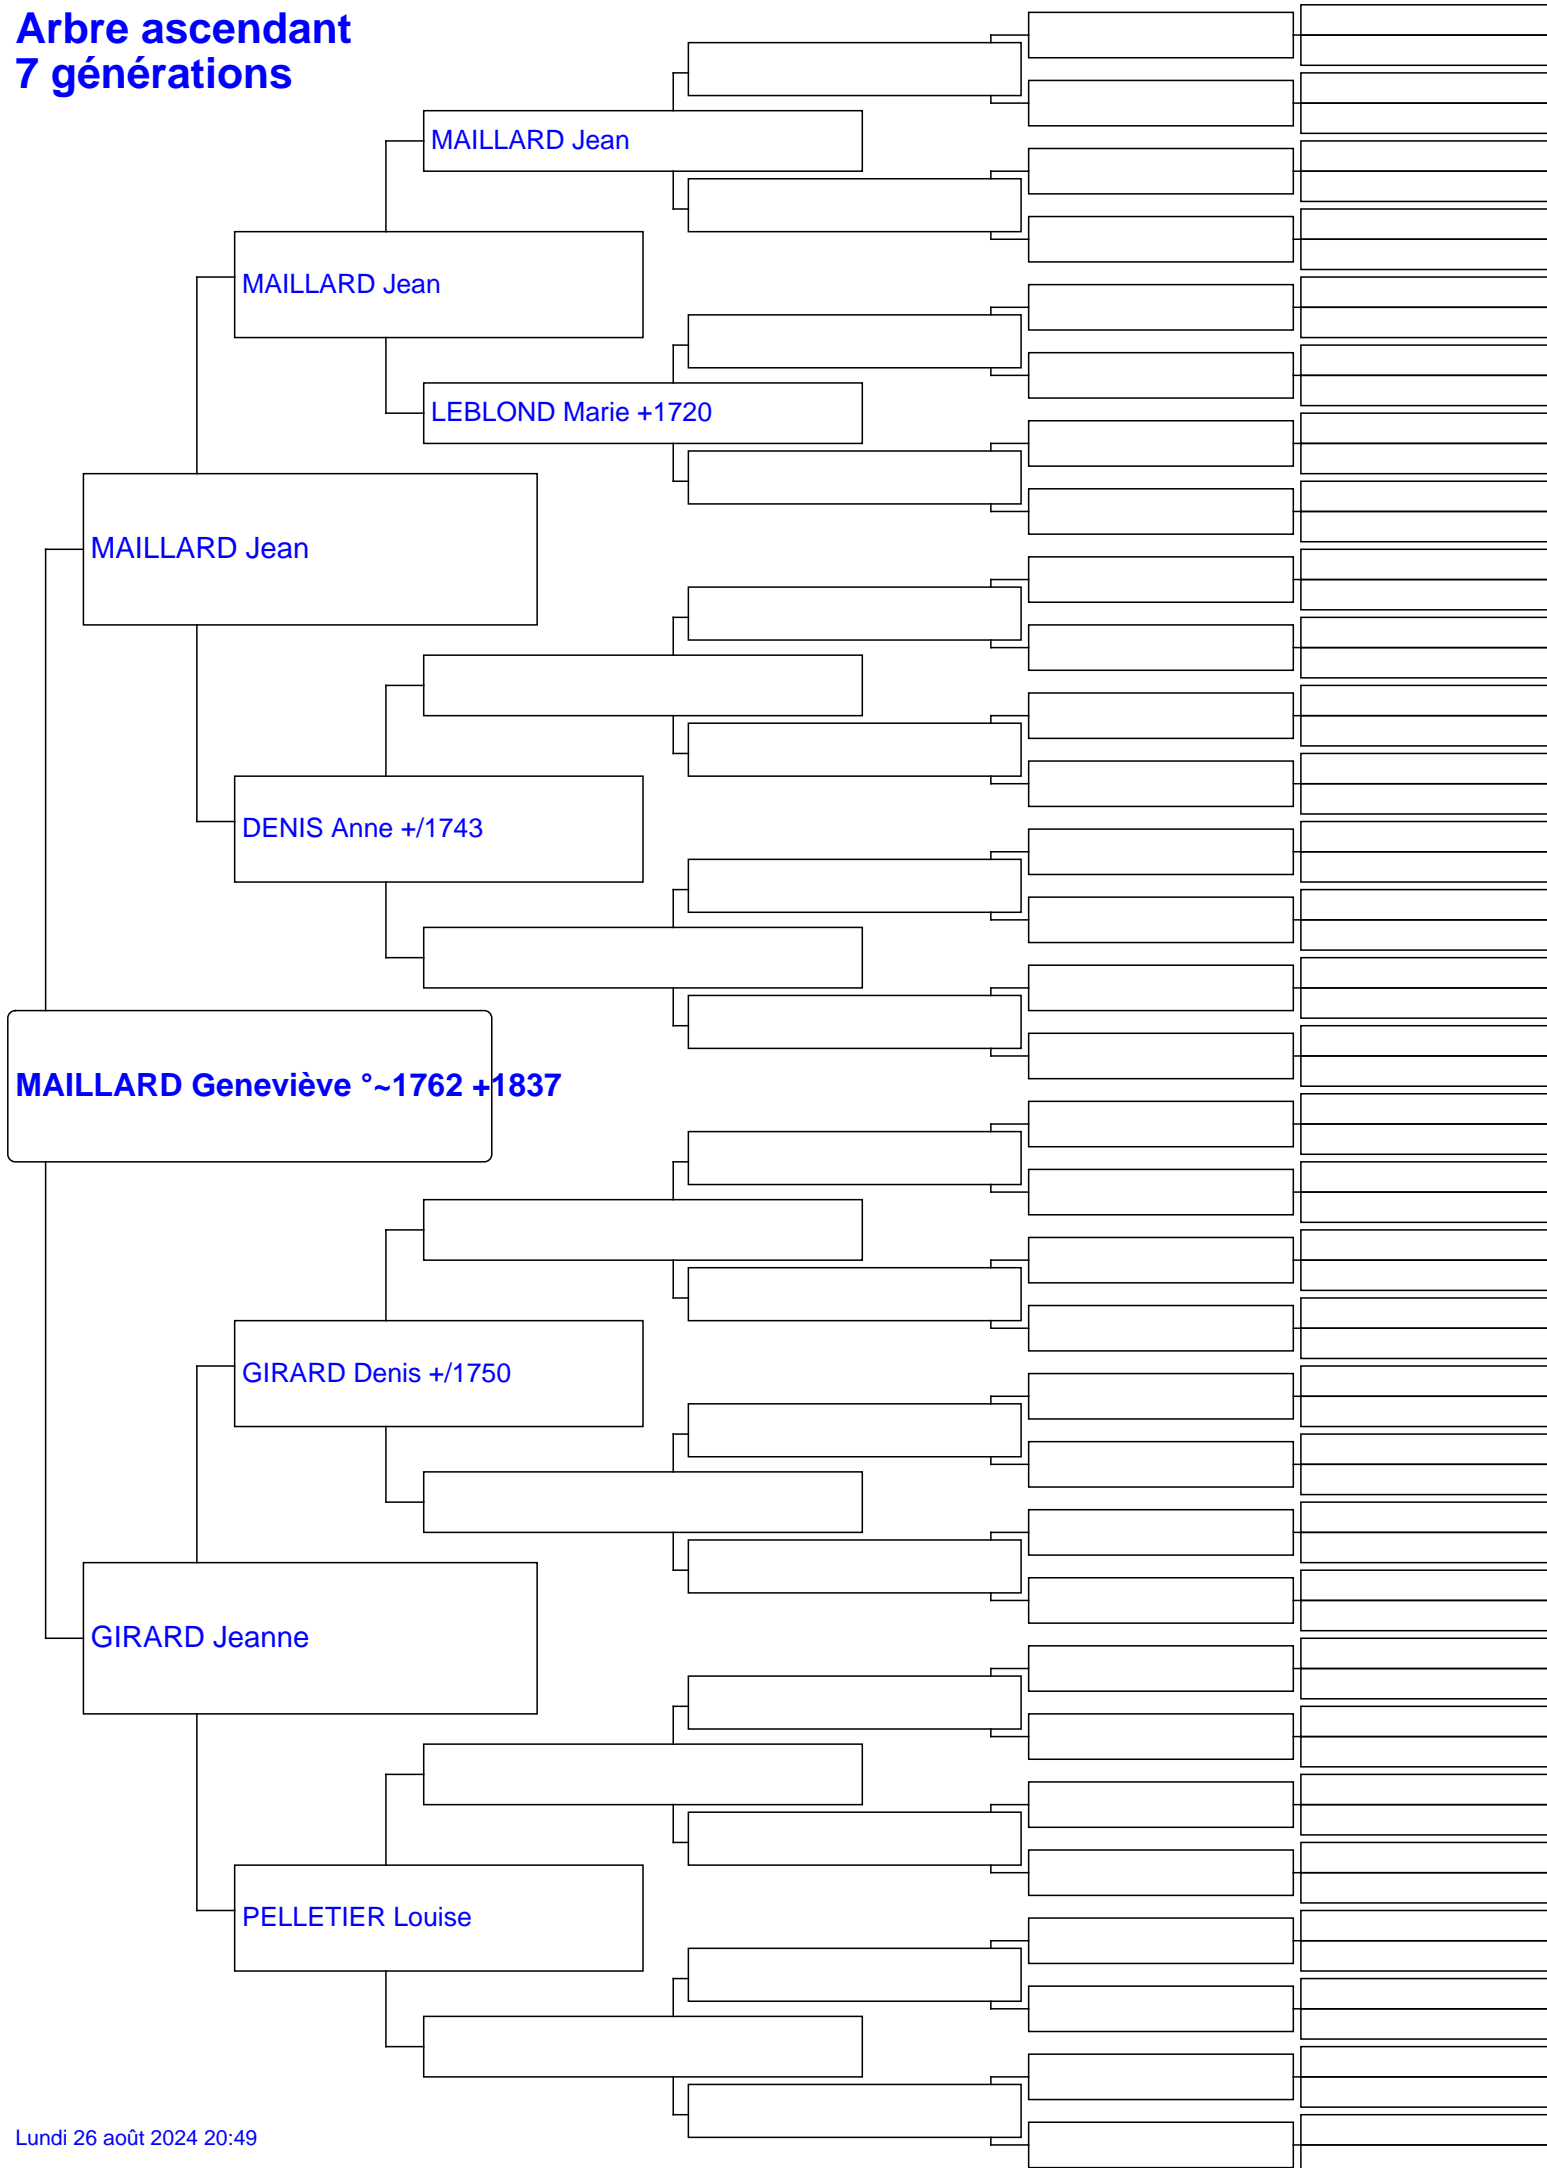 Arbre ascendant
7 générations
MAILLARD Jean
MAILLARD Jean
LEBLOND Marie +1720
MAILLARD Jean
DENIS Anne +/1743
MAILLARD Geneviève °~1762 +1837
GIRARD Denis +/1750
GIRARD Jeanne
PELLETIER Louise
Lundi 26 août 2024 20:49